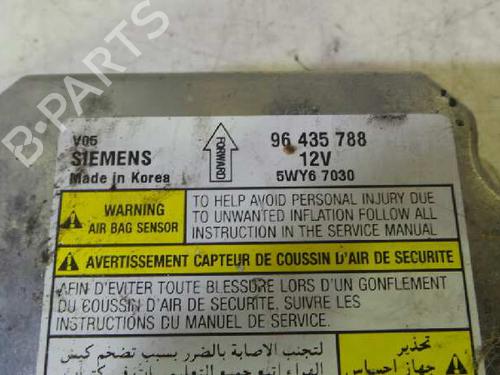 B-PARTS
V05
SIEMENS
Made in Korea
FORWARD
96 435 788
12V
5WY6 7030
WARNING
AIR BAG SENSOR
TO HELP AVOID PERSONAL INJURY DUE
TO UNWANTED INFLATION FOLLOW ALL
INSTRUCTION IN THE SERVICE MANUAL
AVERTISSEMENT CAPTEUR DE COUSSIN D'AIR DE SECURITE
AFIN D'EVITER TOUTE BLESSURE LORS D'UN GONFLEMENT
DU COUSSIN D'AIR DE SECURITE, SUIVRE LES
INSTRUCTIONS DU MANUEL DE SERVICE.
لتجنب الاصابة بالضرر بسبب تضخم كيس
تحذير
جهاز احساس